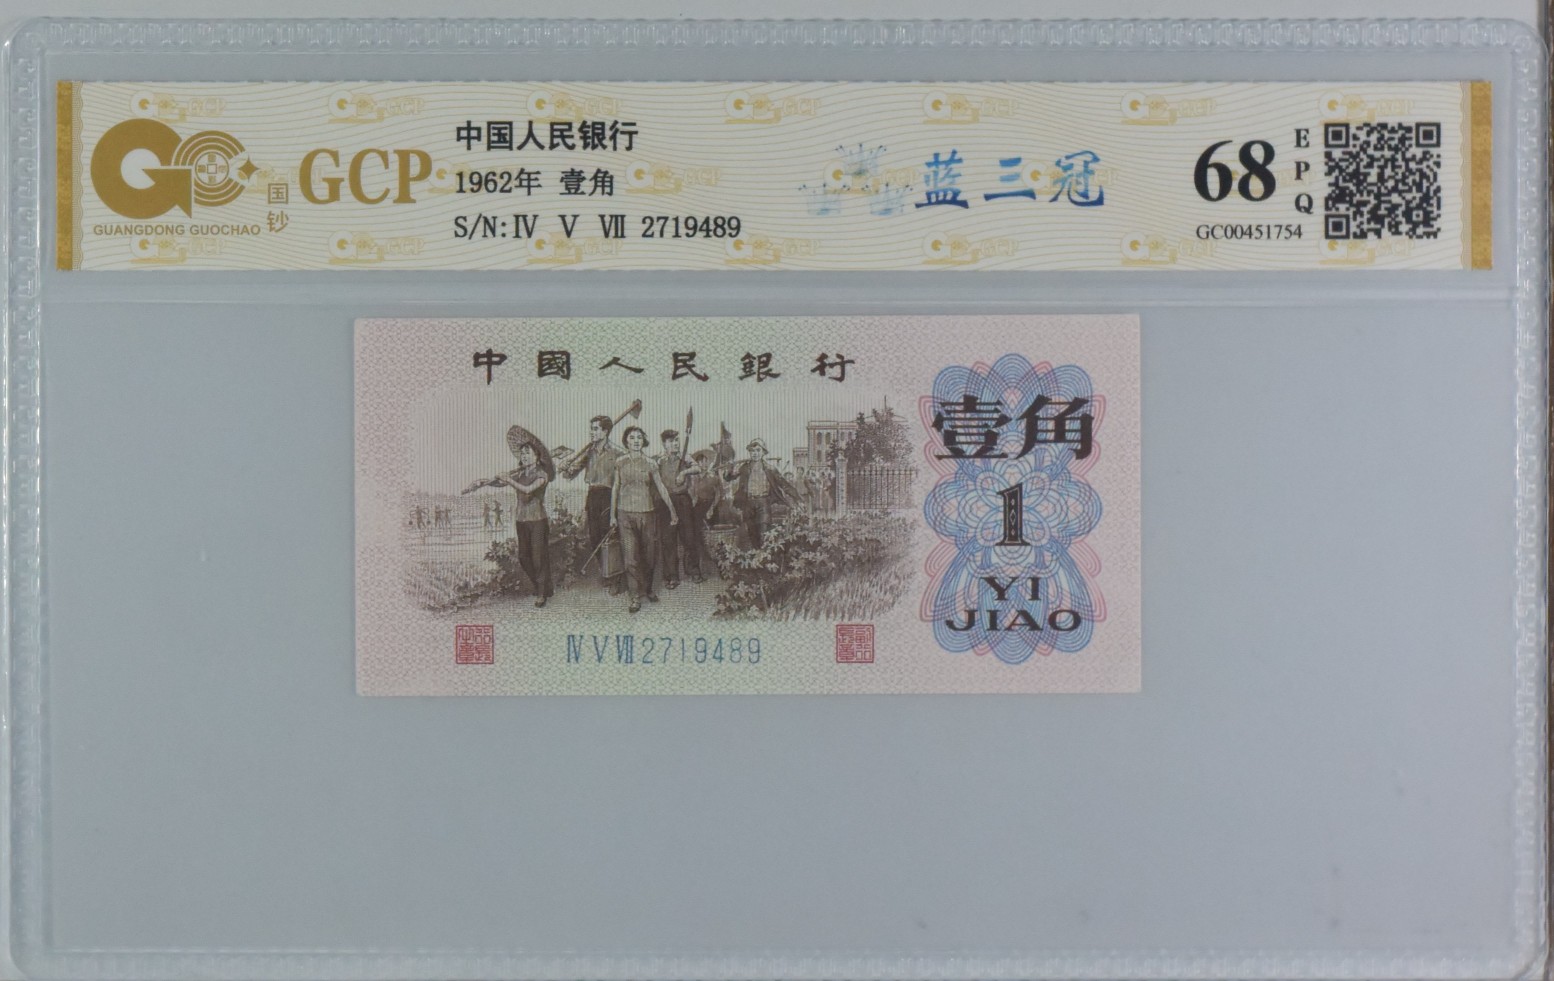 GCP
国钞
GUANGDONG GUOCHAO
中国人民银行
1962年 壹角
S/N:Ⅳ Ⅴ Ⅶ 2719489
蓝三冠
68
EPQ
GC00451754
中國人民銀行
壹角
1
YI
JIAO
ⅣⅤⅦ2719489